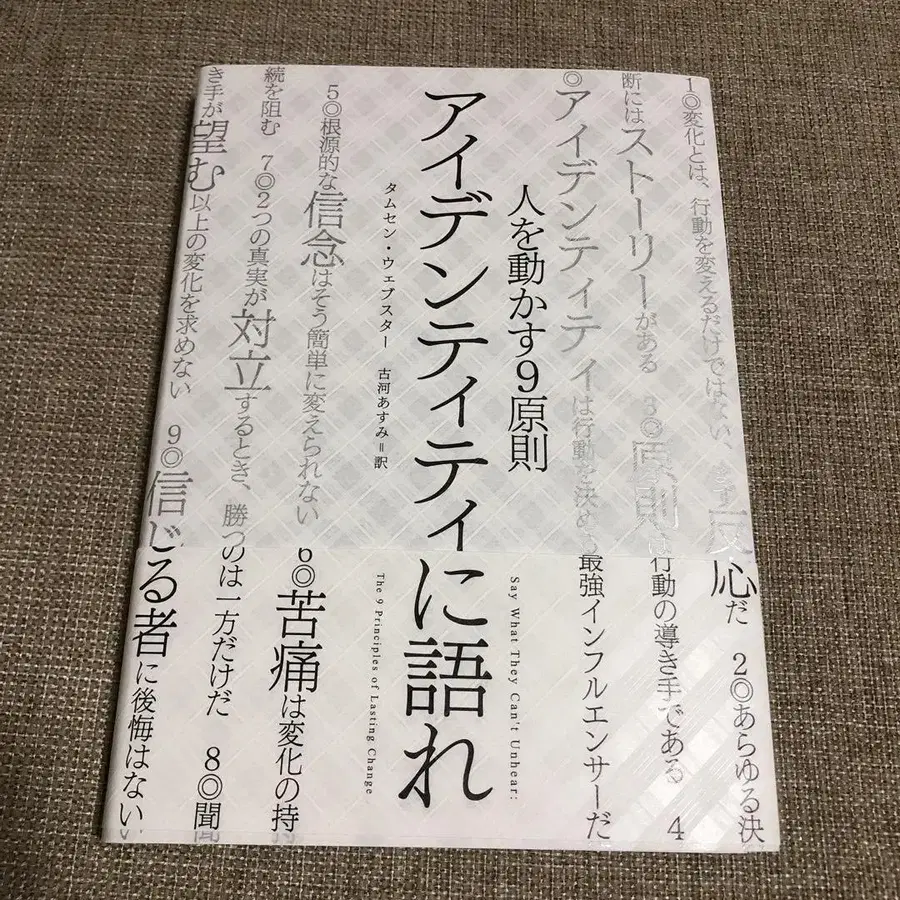 1◎変化とは、行動を変えるだけではない 反応だ 2◎あらゆる決
断にはストーリーがある 3◎原則は行動の導き手である 4
◎アイデンティティは行動を決める最強インフルエンサーだ
人を動かす9原則
Say What They Can't Unhear:
アイデンティティに語れ
タムセン・ウェブスター 古河あすみ=訳
The 9 Principles of Lasting Change
5◎根源的な信念はそう簡単に変えられない 6◎苦痛は変化の持
続を阻む 7◎2つの真実が対立するとき、勝つのは一方だけだ 8◎聞
き手が望む以上の変化を求めない 9◎信じる者に後悔はない